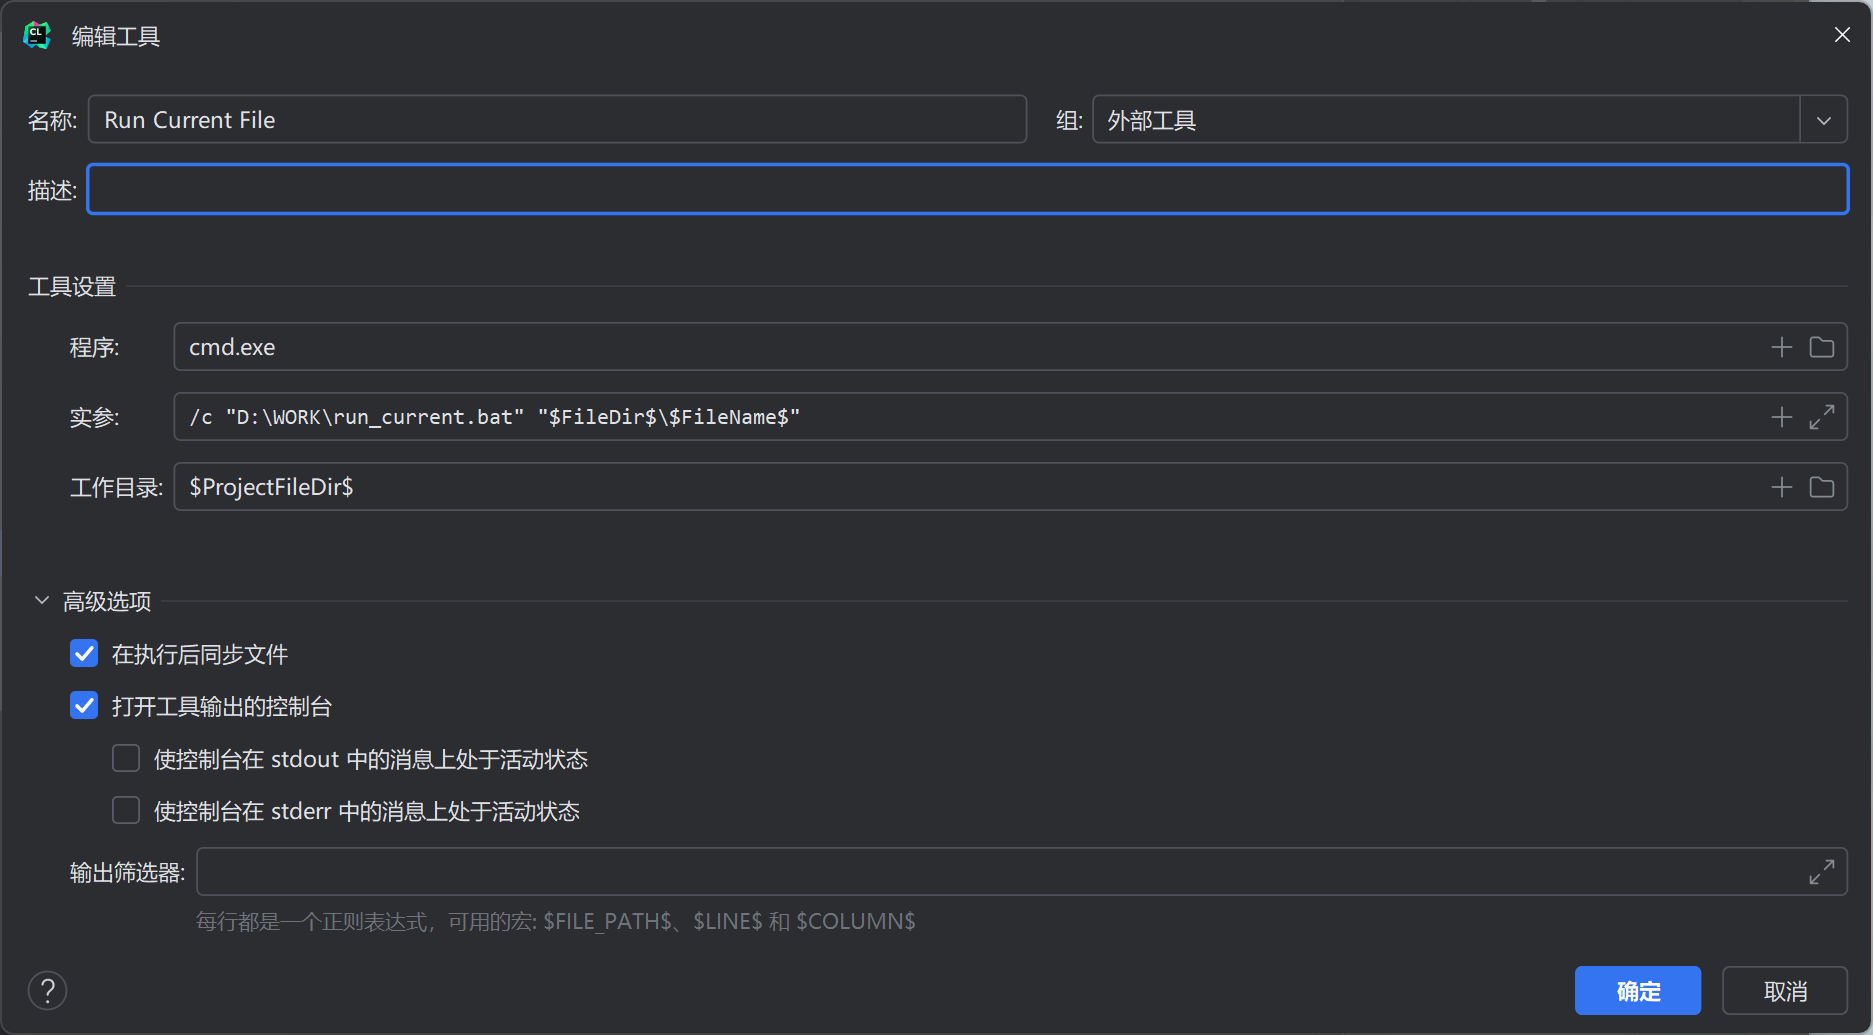 CL 编辑工具
名称: Run Current File 组: 外部工具
描述:
工具设置
程序: cmd.exe
实参: /c "D:\WORK\run_current.bat" "$FileDir$\$FileName$"
工作目录: $ProjectFileDir$
高级选项
在执行后同步文件
打开工具输出的控制台
使控制台在 stdout 中的消息上处于活动状态
使控制台在 stderr 中的消息上处于活动状态
输出筛选器:
每行都是一个正则表达式，可用的宏: $FILE_PATH$、$LINE$ 和 $COLUMN$
? 确定 取消